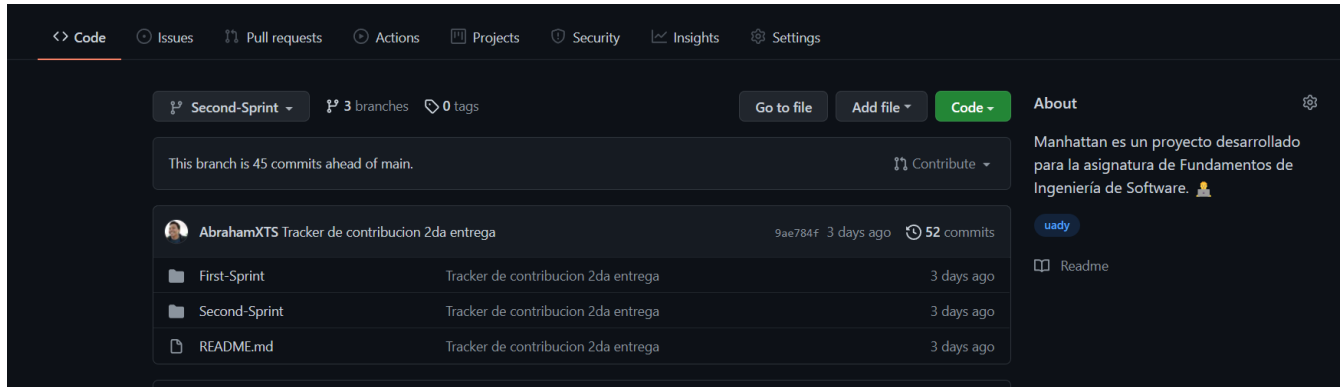 Code Issues Pull requests Actions Projects Security Insights Settings
Second-Sprint 3 branches 0 tags Go to file Add file Code
This branch is 45 commits ahead of main. Contribute
AbrahamXTS Tracker de contribucion 2da entrega 9ae784f 3 days ago 52 commits
First-Sprint Tracker de contribucion 2da entrega 3 days ago
Second-Sprint Tracker de contribucion 2da entrega 3 days ago
README.md Tracker de contribucion 2da entrega 3 days ago
About
Manhattan es un proyecto desarrollado
para la asignatura de Fundamentos de
Ingeniería de Software.
uady
Readme